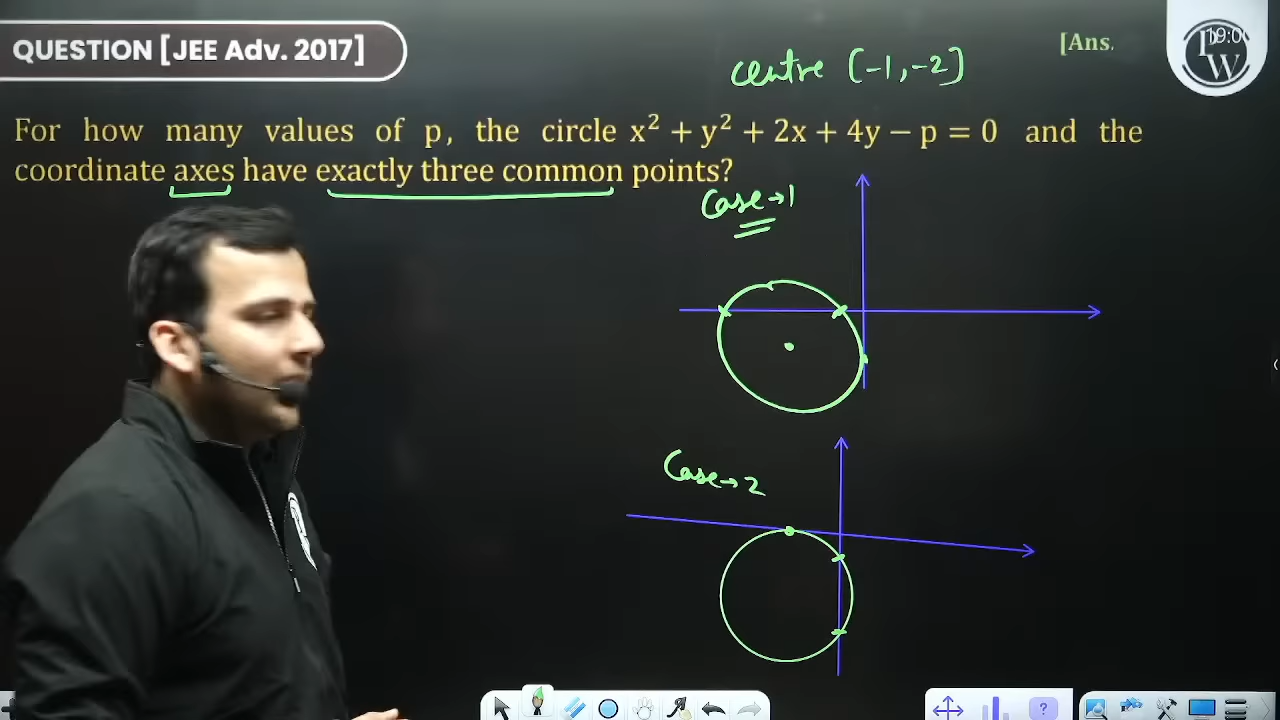 QUESTION [JEE Adv. 2017]
[Ans.
centre (-1, -2)
For how many values of p, the circle x² + y² + 2x + 4y − p = 0 and the
coordinate axes have exactly three common points?
Case→1
Case→2